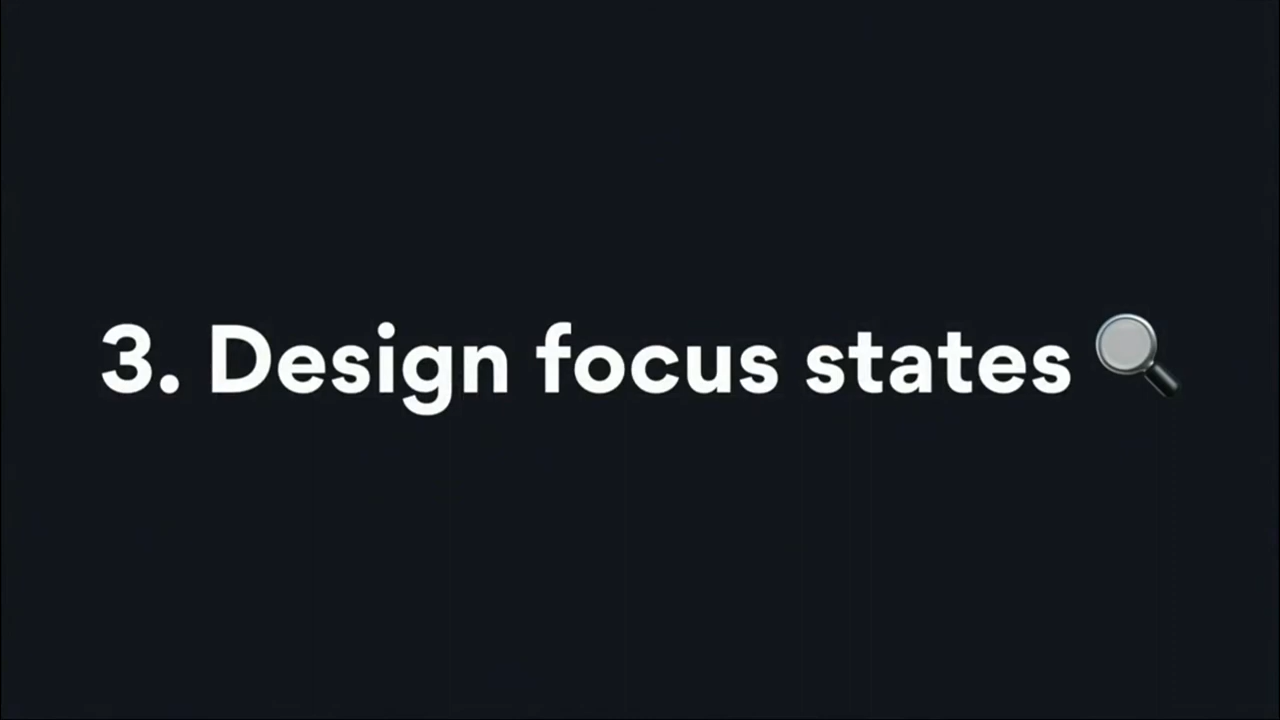 3. Design focus states 🔍